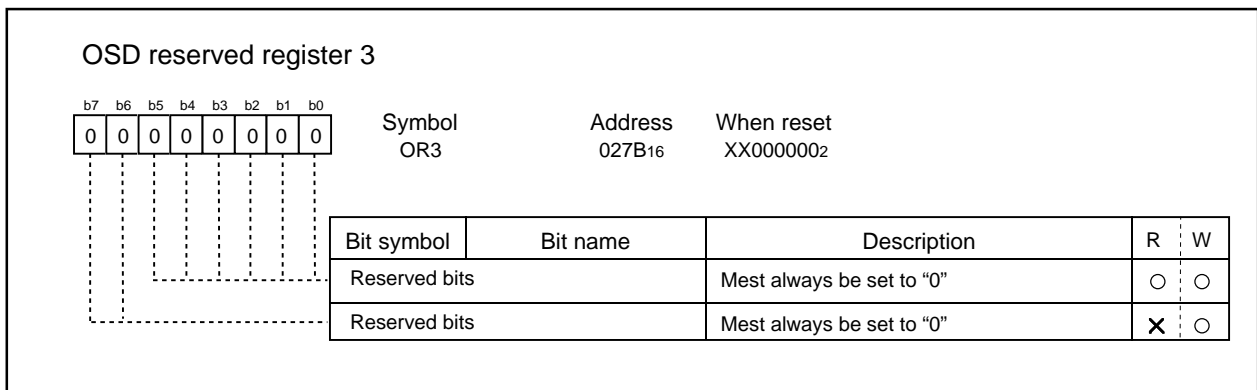 OSD reserved register 3
b7 b6 b5 b4 b3 b2 b1 b0
0 0 0 0 0 0 0 0
Symbol Address When reset
OR3 027B16 XX0000002
Bit symbol Bit name Description R W
Reserved bits Mest always be set to “0” ○ ○
Reserved bits Mest always be set to “0” ✕ ○